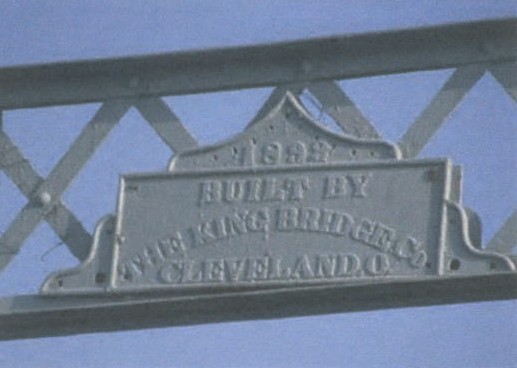 1892
BUILT BY
THE KING BRIDGE Co
CLEVELAND.O.